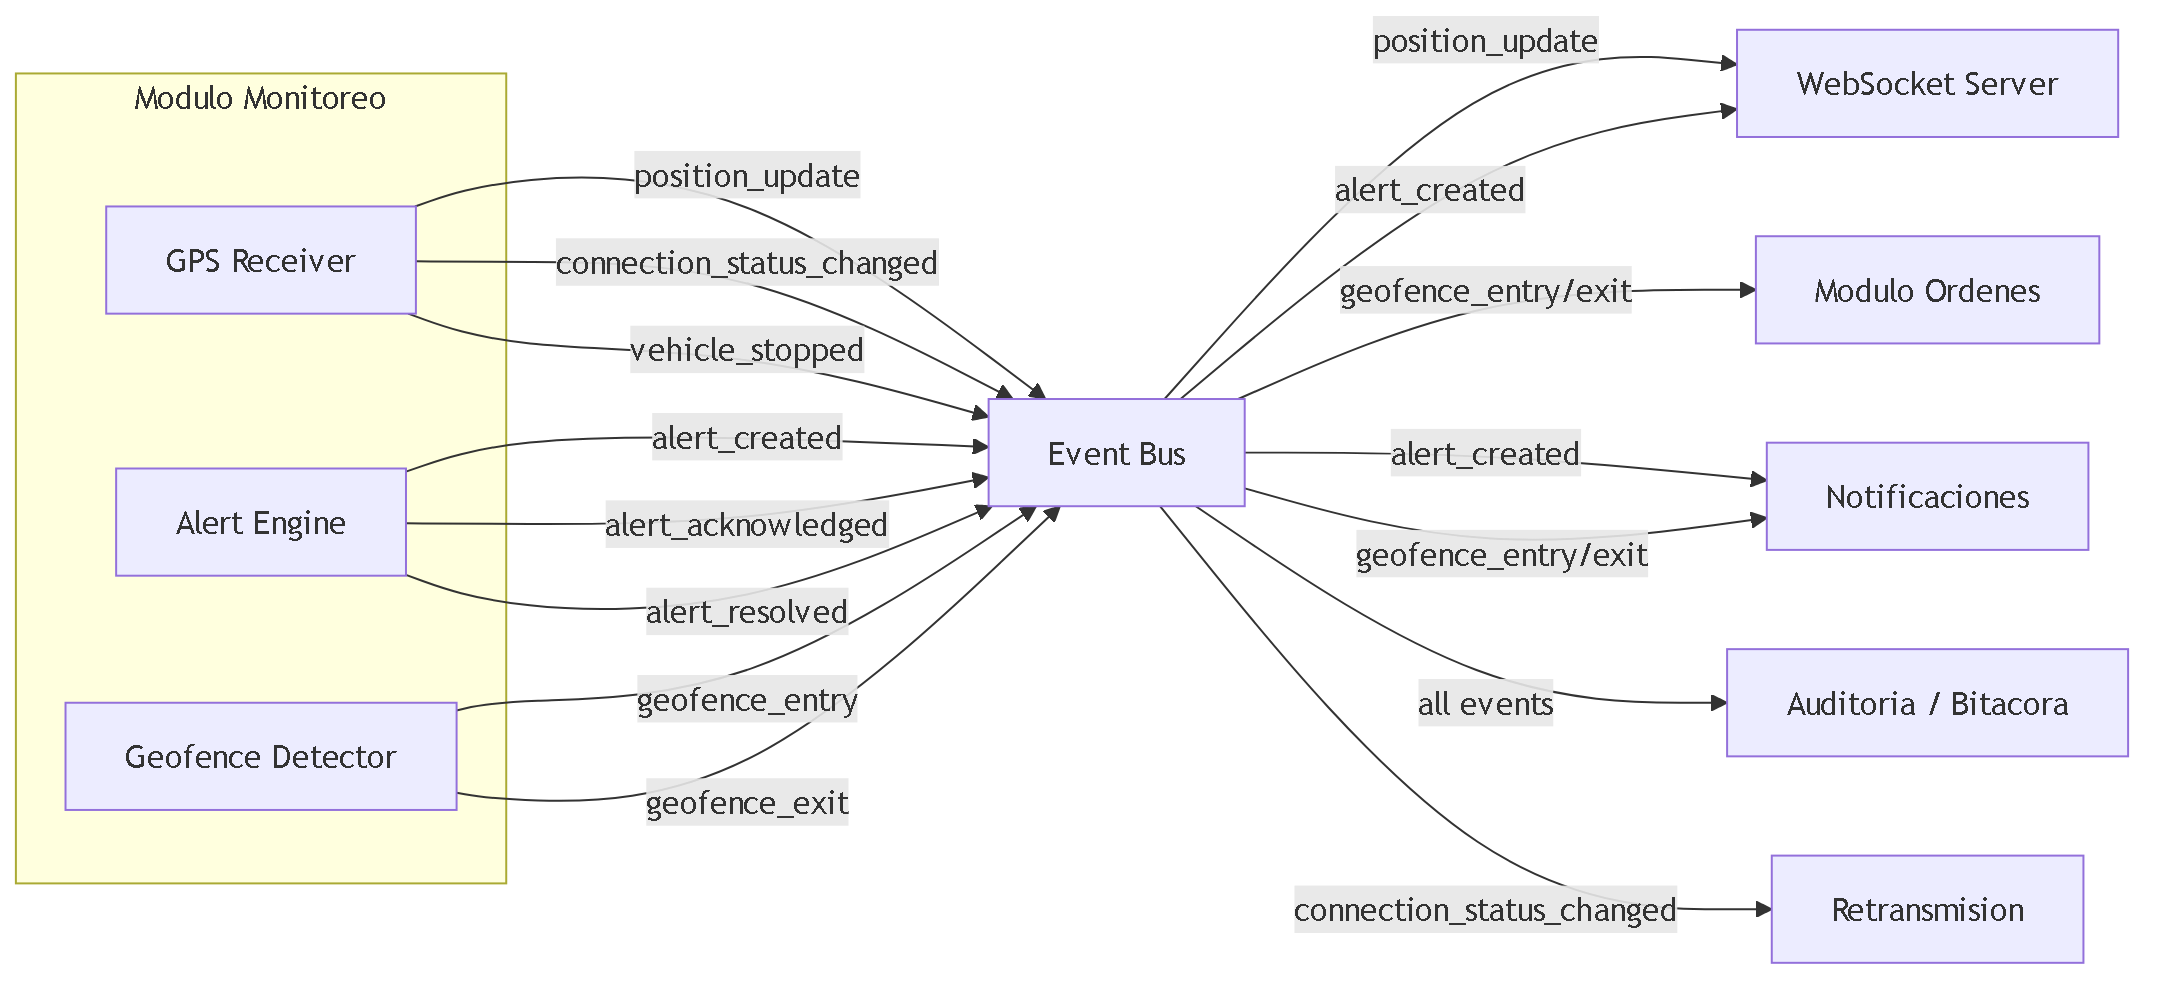 Modulo Monitoreo
GPS Receiver
Alert Engine
Geofence Detector
position_update
connection_status_changed
vehicle_stopped
alert_created
alert_acknowledged
alert_resolved
geofence_entry
geofence_exit
Event Bus
position_update
alert_created
geofence_entry/exit
alert_created
geofence_entry/exit
all events
connection_status_changed
WebSocket Server
Modulo Ordenes
Notificaciones
Auditoria / Bitacora
Retransmision